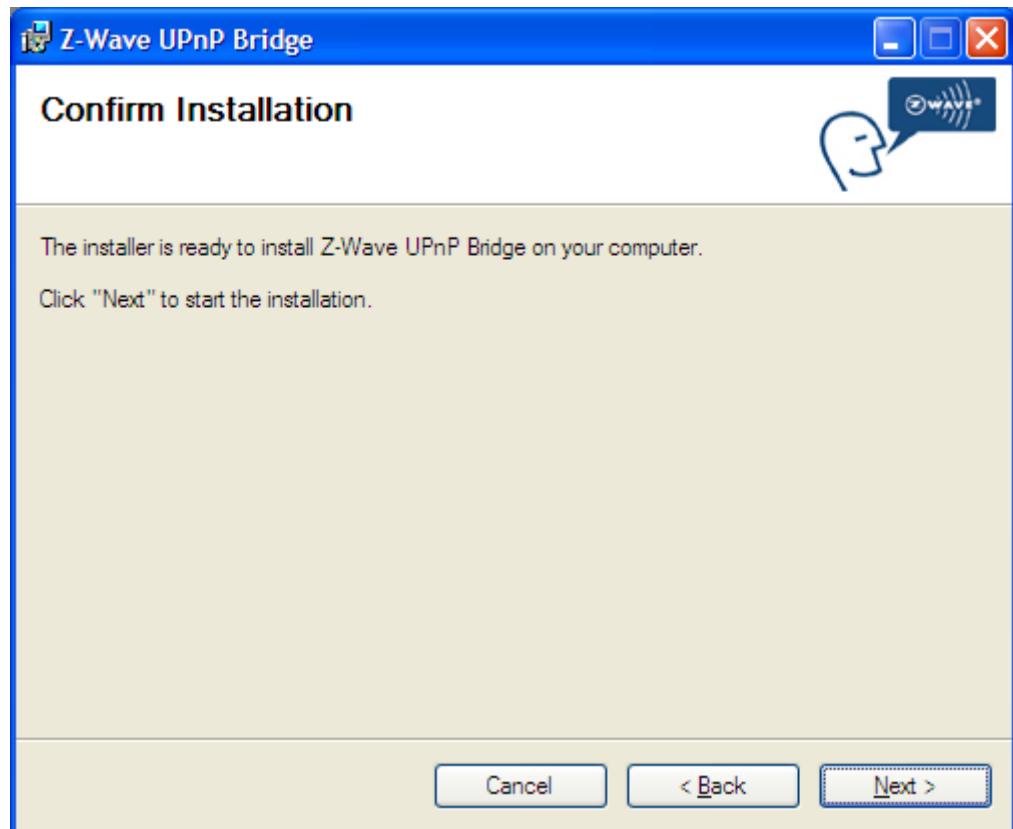 Z-Wave UPnP Bridge
Confirm Installation
Z WAVE®
The installer is ready to install Z-Wave UPnP Bridge on your computer.
Click "Next" to start the installation.
Cancel
< Back
Next >